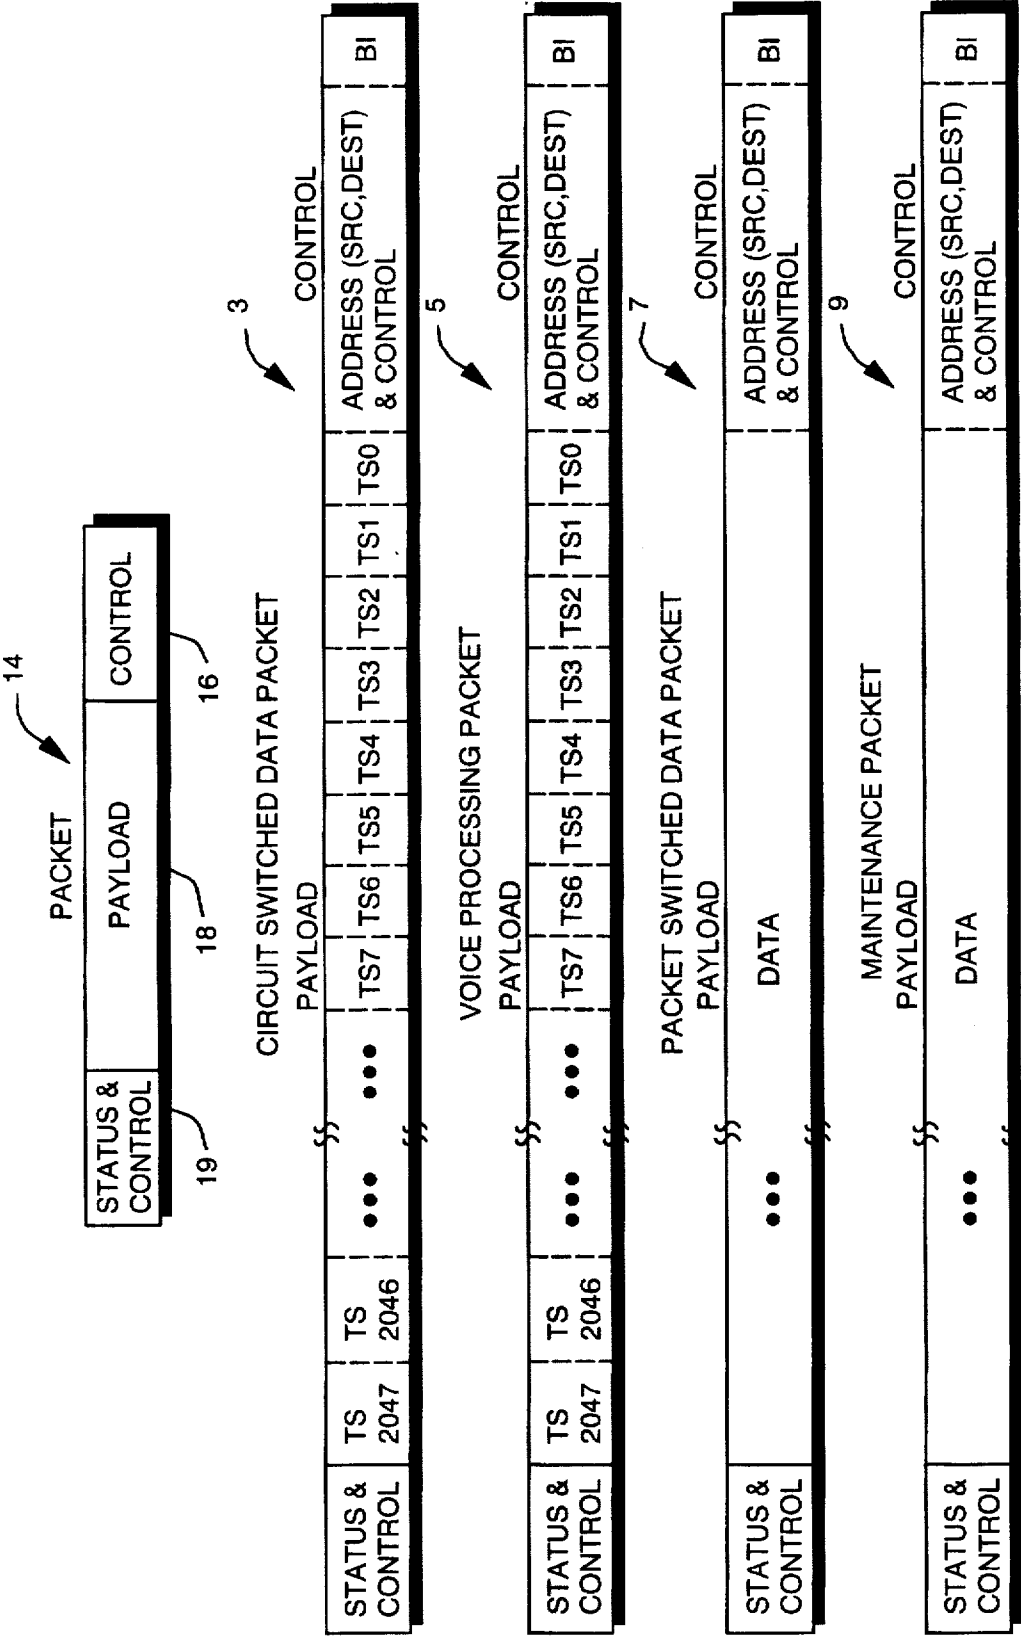 14
PACKET
STATUS &
CONTROL
PAYLOAD
CONTROL
19
18
16
CIRCUIT SWITCHED DATA PACKET
3
PAYLOAD
CONTROL
STATUS &
CONTROL
TS
2047
TS
2046
•••
•••
TS7
TS6
TS5
TS4
TS3
TS2
TS1
TS0
ADDRESS (SRC,DEST)
& CONTROL
BI
VOICE PROCESSING PACKET
5
PAYLOAD
CONTROL
STATUS &
CONTROL
TS
2047
TS
2046
•••
•••
TS7
TS6
TS5
TS4
TS3
TS2
TS1
TS0
ADDRESS (SRC,DEST)
& CONTROL
BI
PACKET SWITCHED DATA PACKET
7
PAYLOAD
CONTROL
STATUS &
CONTROL
•••
DATA
ADDRESS (SRC,DEST)
& CONTROL
BI
MAINTENANCE PACKET
9
PAYLOAD
CONTROL
STATUS &
CONTROL
•••
DATA
ADDRESS (SRC,DEST)
& CONTROL
BI